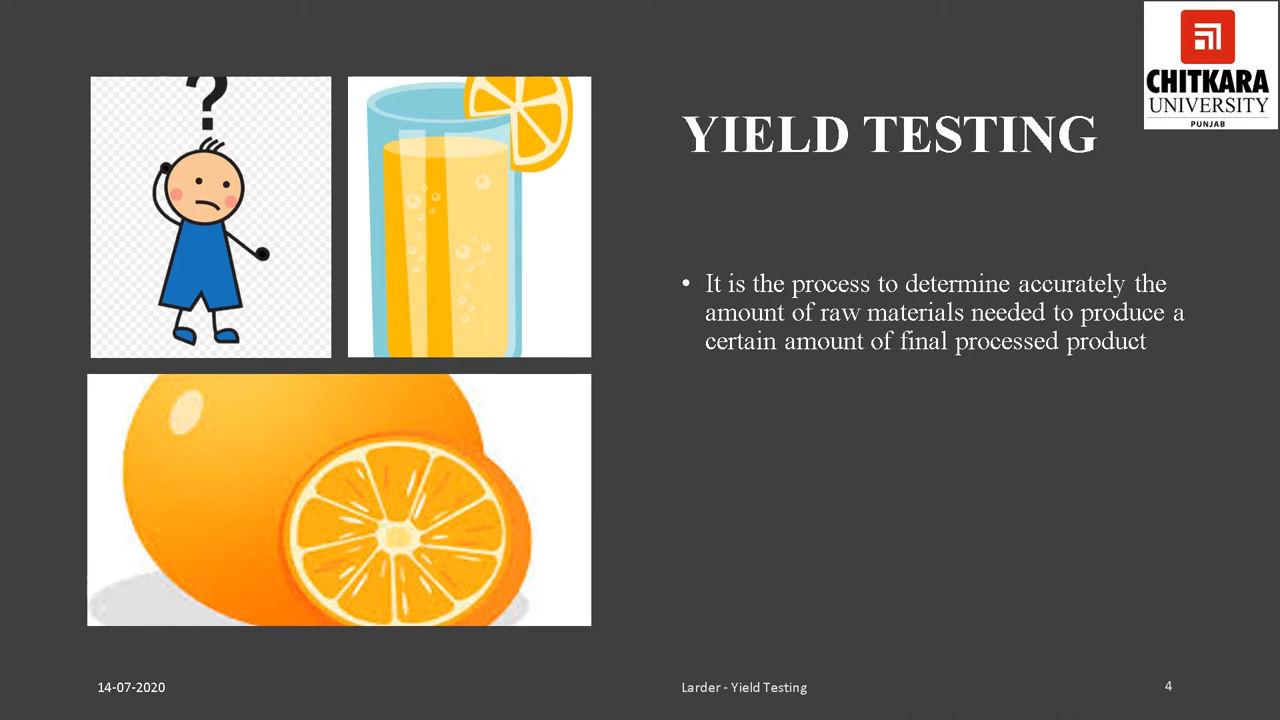 ?
CHITKARA
UNIVERSITY
PUNJAB
YIELD TESTING
• It is the process to determine accurately the
amount of raw materials needed to produce a
certain amount of final processed product
14-07-2020
Larder - Yield Testing
4